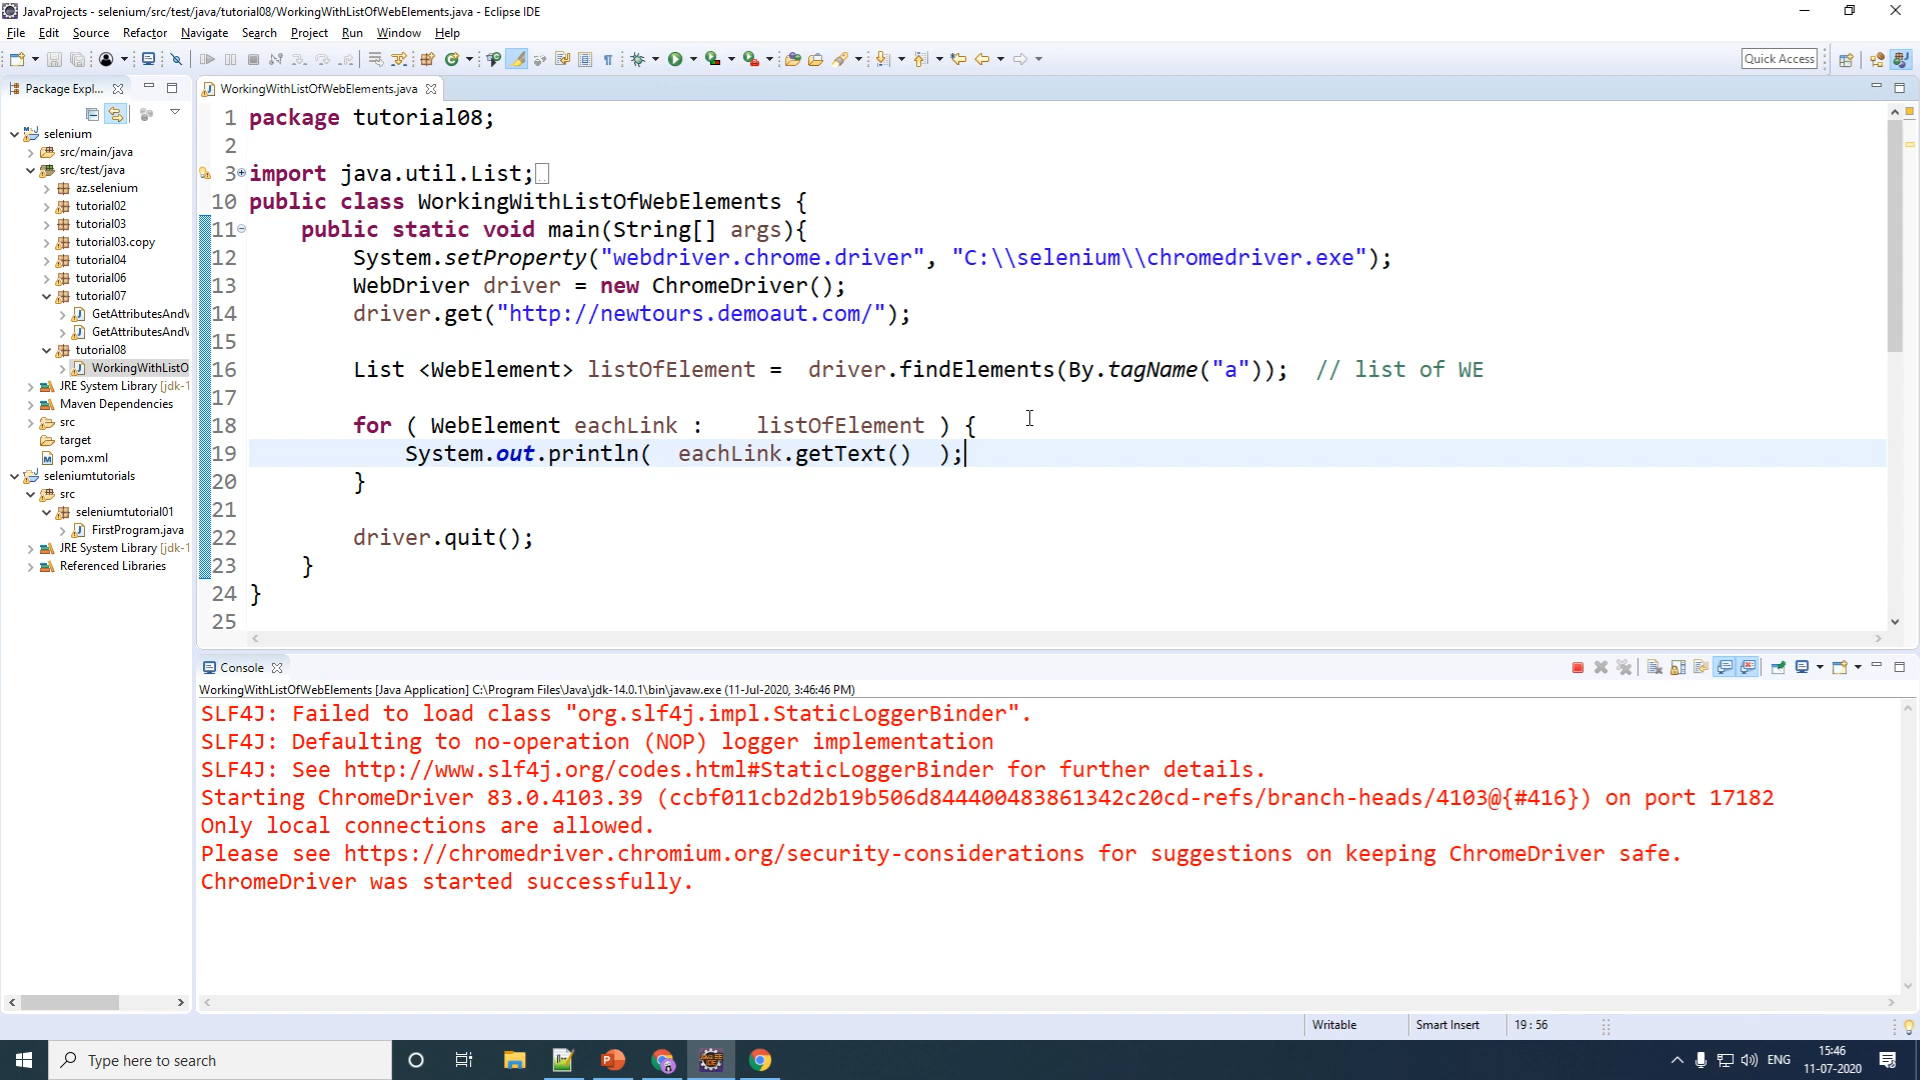 JavaProjects - selenium/src/test/java/tutorial08/WorkingWithListOfWebElements.java - Eclipse IDE
File Edit Source Refactor Navigate Search Project Run Window Help
Quick Access
Package Expl...
selenium
src/main/java
src/test/java
az.selenium
tutorial02
tutorial03
tutorial03.copy
tutorial04
tutorial06
tutorial07
GetAttributesAndV
GetAttributesAndV
tutorial08
WorkingWithListO
JRE System Library [jdk-1
Maven Dependencies
src
target
pom.xml
seleniumtutorials
src
seleniumtutorial01
FirstProgram.java
JRE System Library [jdk-1
Referenced Libraries
WorkingWithListOfWebElements.java
1 package tutorial08;
2
3 import java.util.List;
10 public class WorkingWithListOfWebElements {
11 public static void main(String[] args){
12 System.setProperty("webdriver.chrome.driver", "C:\\selenium\\chromedriver.exe");
13 WebDriver driver = new ChromeDriver();
14 driver.get("http://newtours.demoaut.com/");
15
16 List <WebElement> listOfElement =  driver.findElements(By.tagName("a"));  // list of WE
17
18 for ( WebElement eachLink :    listOfElement ) {
19 System.out.println(  eachLink.getText()  );
20 }
21
22 driver.quit();
23 }
24 }
25
Console
WorkingWithListOfWebElements [Java Application] C:\Program Files\Java\jdk-14.0.1\bin\javaw.exe (11-Jul-2020, 3:46:46 PM)
SLF4J: Failed to load class "org.slf4j.impl.StaticLoggerBinder".
SLF4J: Defaulting to no-operation (NOP) logger implementation
SLF4J: See http://www.slf4j.org/codes.html#StaticLoggerBinder for further details.
Starting ChromeDriver 83.0.4103.39 (ccbf011cb2d2b19b506d844400483861342c20cd-refs/branch-heads/4103@{#416}) on port 17182
Only local connections are allowed.
Please see https://chromedriver.chromium.org/security-considerations for suggestions on keeping ChromeDriver safe.
ChromeDriver was started successfully.
Writable Smart Insert 19 : 56
Type here to search
ENG
15:46
11-07-2020